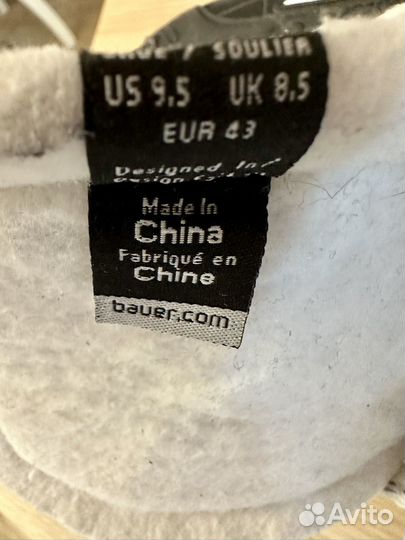 / SOULIER
US 9.5 UK 8.5
EUR 43
Designed In
Made In
China
Fabriqué en
Chine
bauer.com
Avito